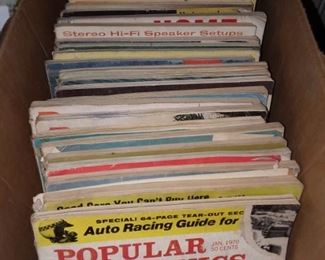 HOME
Stereo Hi-Fi Speaker Setups
Good Cars You Can't Buy Here
SPECIAL! 64-PAGE TEAR-OUT SEC
Auto Racing Guide for
JAN. 1970
50 CENTS
POPULAR